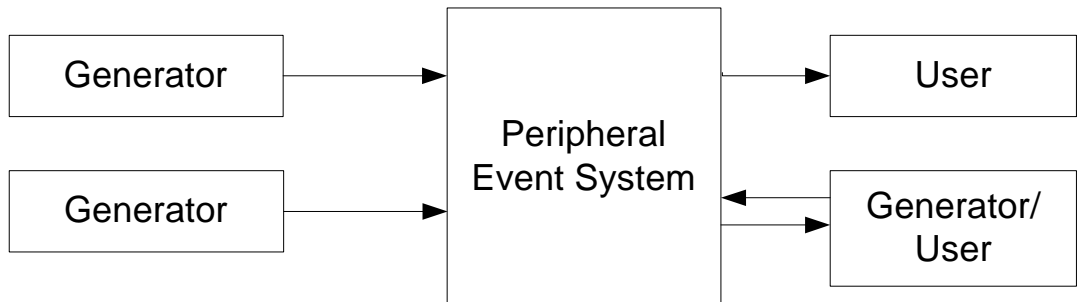 Generator
Generator
Peripheral
Event System
User
Generator/
User